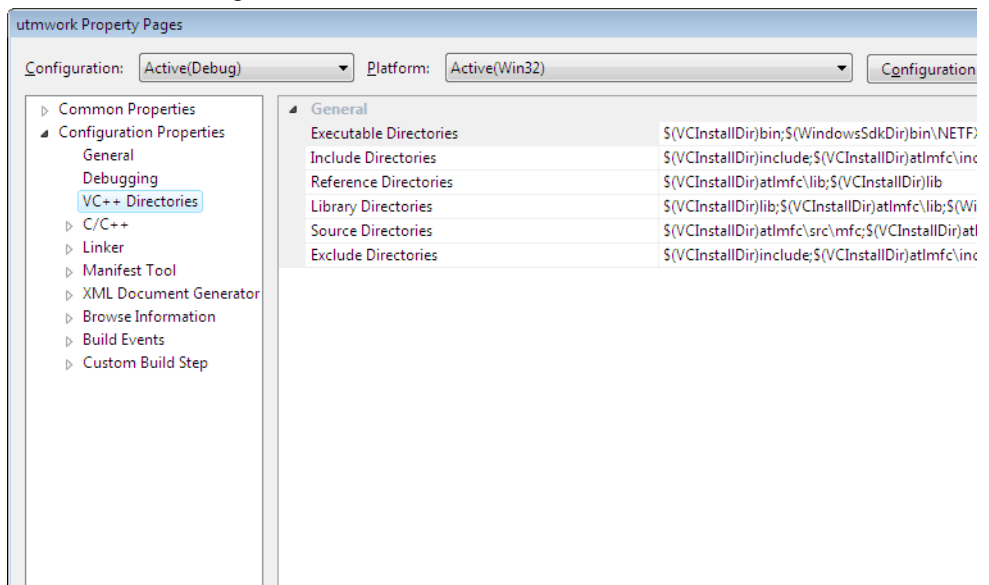 utmwork Property Pages
Configuration: Active(Debug) Platform: Active(Win32) Configuration
Common Properties
Configuration Properties
General
Debugging
VC++ Directories
C/C++
Linker
Manifest Tool
XML Document Generator
Browse Information
Build Events
Custom Build Step
General
Executable Directories $(VCInstallDir)bin;$(WindowsSdkDir)bin\NETFX
Include Directories $(VCInstallDir)include;$(VCInstallDir)atlmfc\inc
Reference Directories $(VCInstallDir)atlmfc\lib;$(VCInstallDir)lib
Library Directories $(VCInstallDir)lib;$(VCInstallDir)atlmfc\lib;$(Wi
Source Directories $(VCInstallDir)atlmfc\src\mfc;$(VCInstallDir)atl
Exclude Directories $(VCInstallDir)include;$(VCInstallDir)atlmfc\inc